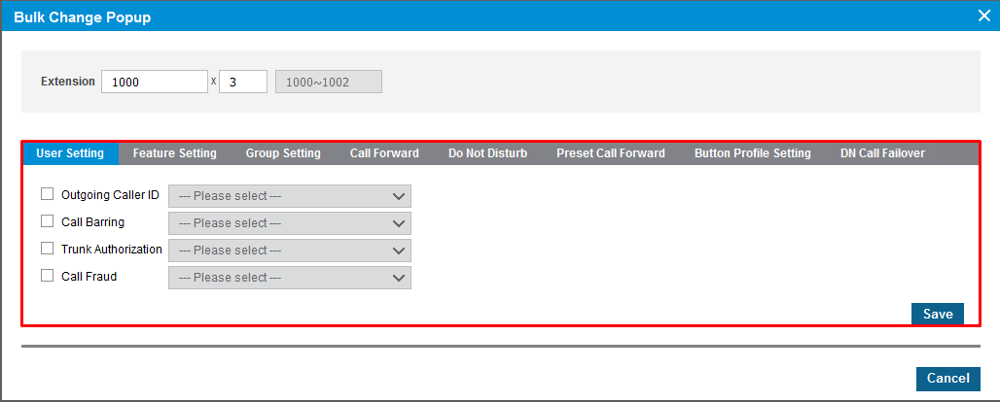 Bulk Change Popup
Extension 1000 x 3 1000~1002
User Setting Feature Setting Group Setting Call Forward Do Not Disturb Preset Call Forward Button Profile Setting DN Call Failover
Outgoing Caller ID --- Please select ---
Call Barring --- Please select ---
Trunk Authorization --- Please select ---
Call Fraud --- Please select ---
Save
Cancel